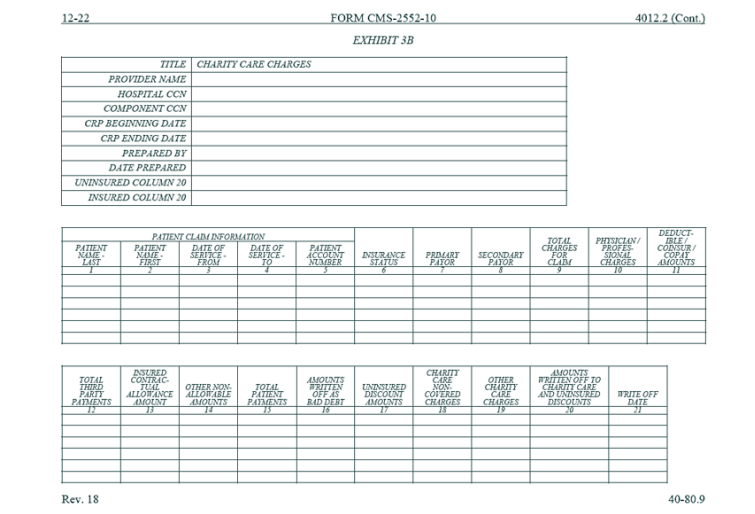 12-22 FORM CMS-2552-10 4012.2 (Cont.)
EXHIBIT 3B
TITLE CHARITY CARE CHARGES
PROVIDER NAME
HOSPITAL CCN
COMPONENT CCN
CRP BEGINNING DATE
CRP ENDING DATE
PREPARED BY
DATE PREPARED
UNINSURED COLUMN 20
INSURED COLUMN 20
PATIENT CLAIM INFORMATION
PATIENT NAME - LAST
PATIENT NAME - FIRST
DATE OF SERVICE - FROM
DATE OF SERVICE - TO
PATIENT ACCOUNT NUMBER
INSURANCE STATUS
PRIMARY PAYOR
SECONDARY PAYOR
TOTAL CHARGES FOR CLAIM
PHYSICIAN / PROFES- SIONAL CHARGES
DEDUCT- IBLE / COINSUR / COPAY AMOUNTS
1 2 3 4 5 6 7 8 9 10 11
TOTAL THIRD PARTY PAYMENTS
INSURED CONTRAC- TUAL ALLOWANCE AMOUNT
OTHER NON- ALLOWABLE AMOUNTS
TOTAL PATIENT PAYMENTS
AMOUNTS WRITTEN OFF AS BAD DEBT
UNINSURED DISCOUNT AMOUNTS
CHARITY CARE NON- COVERED CHARGES
OTHER CHARITY CARE CHARGES
AMOUNTS WRITTEN OFF TO CHARITY CARE AND UNINSURED DISCOUNTS
WRITE OFF DATE
12 13 14 15 16 17 18 19 20 21
Rev. 18 40-80.9